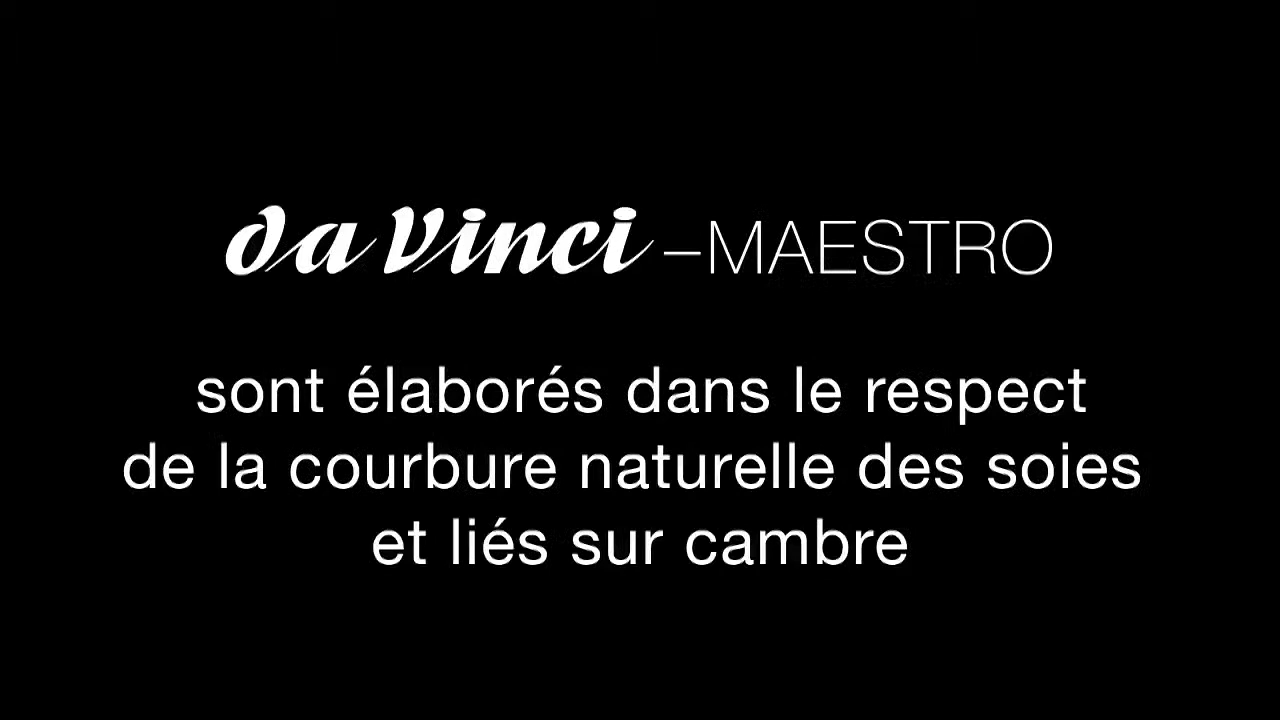 da Vinci –MAESTRO
sont élaborés dans le respect
de la courbure naturelle des soies
et liés sur cambre